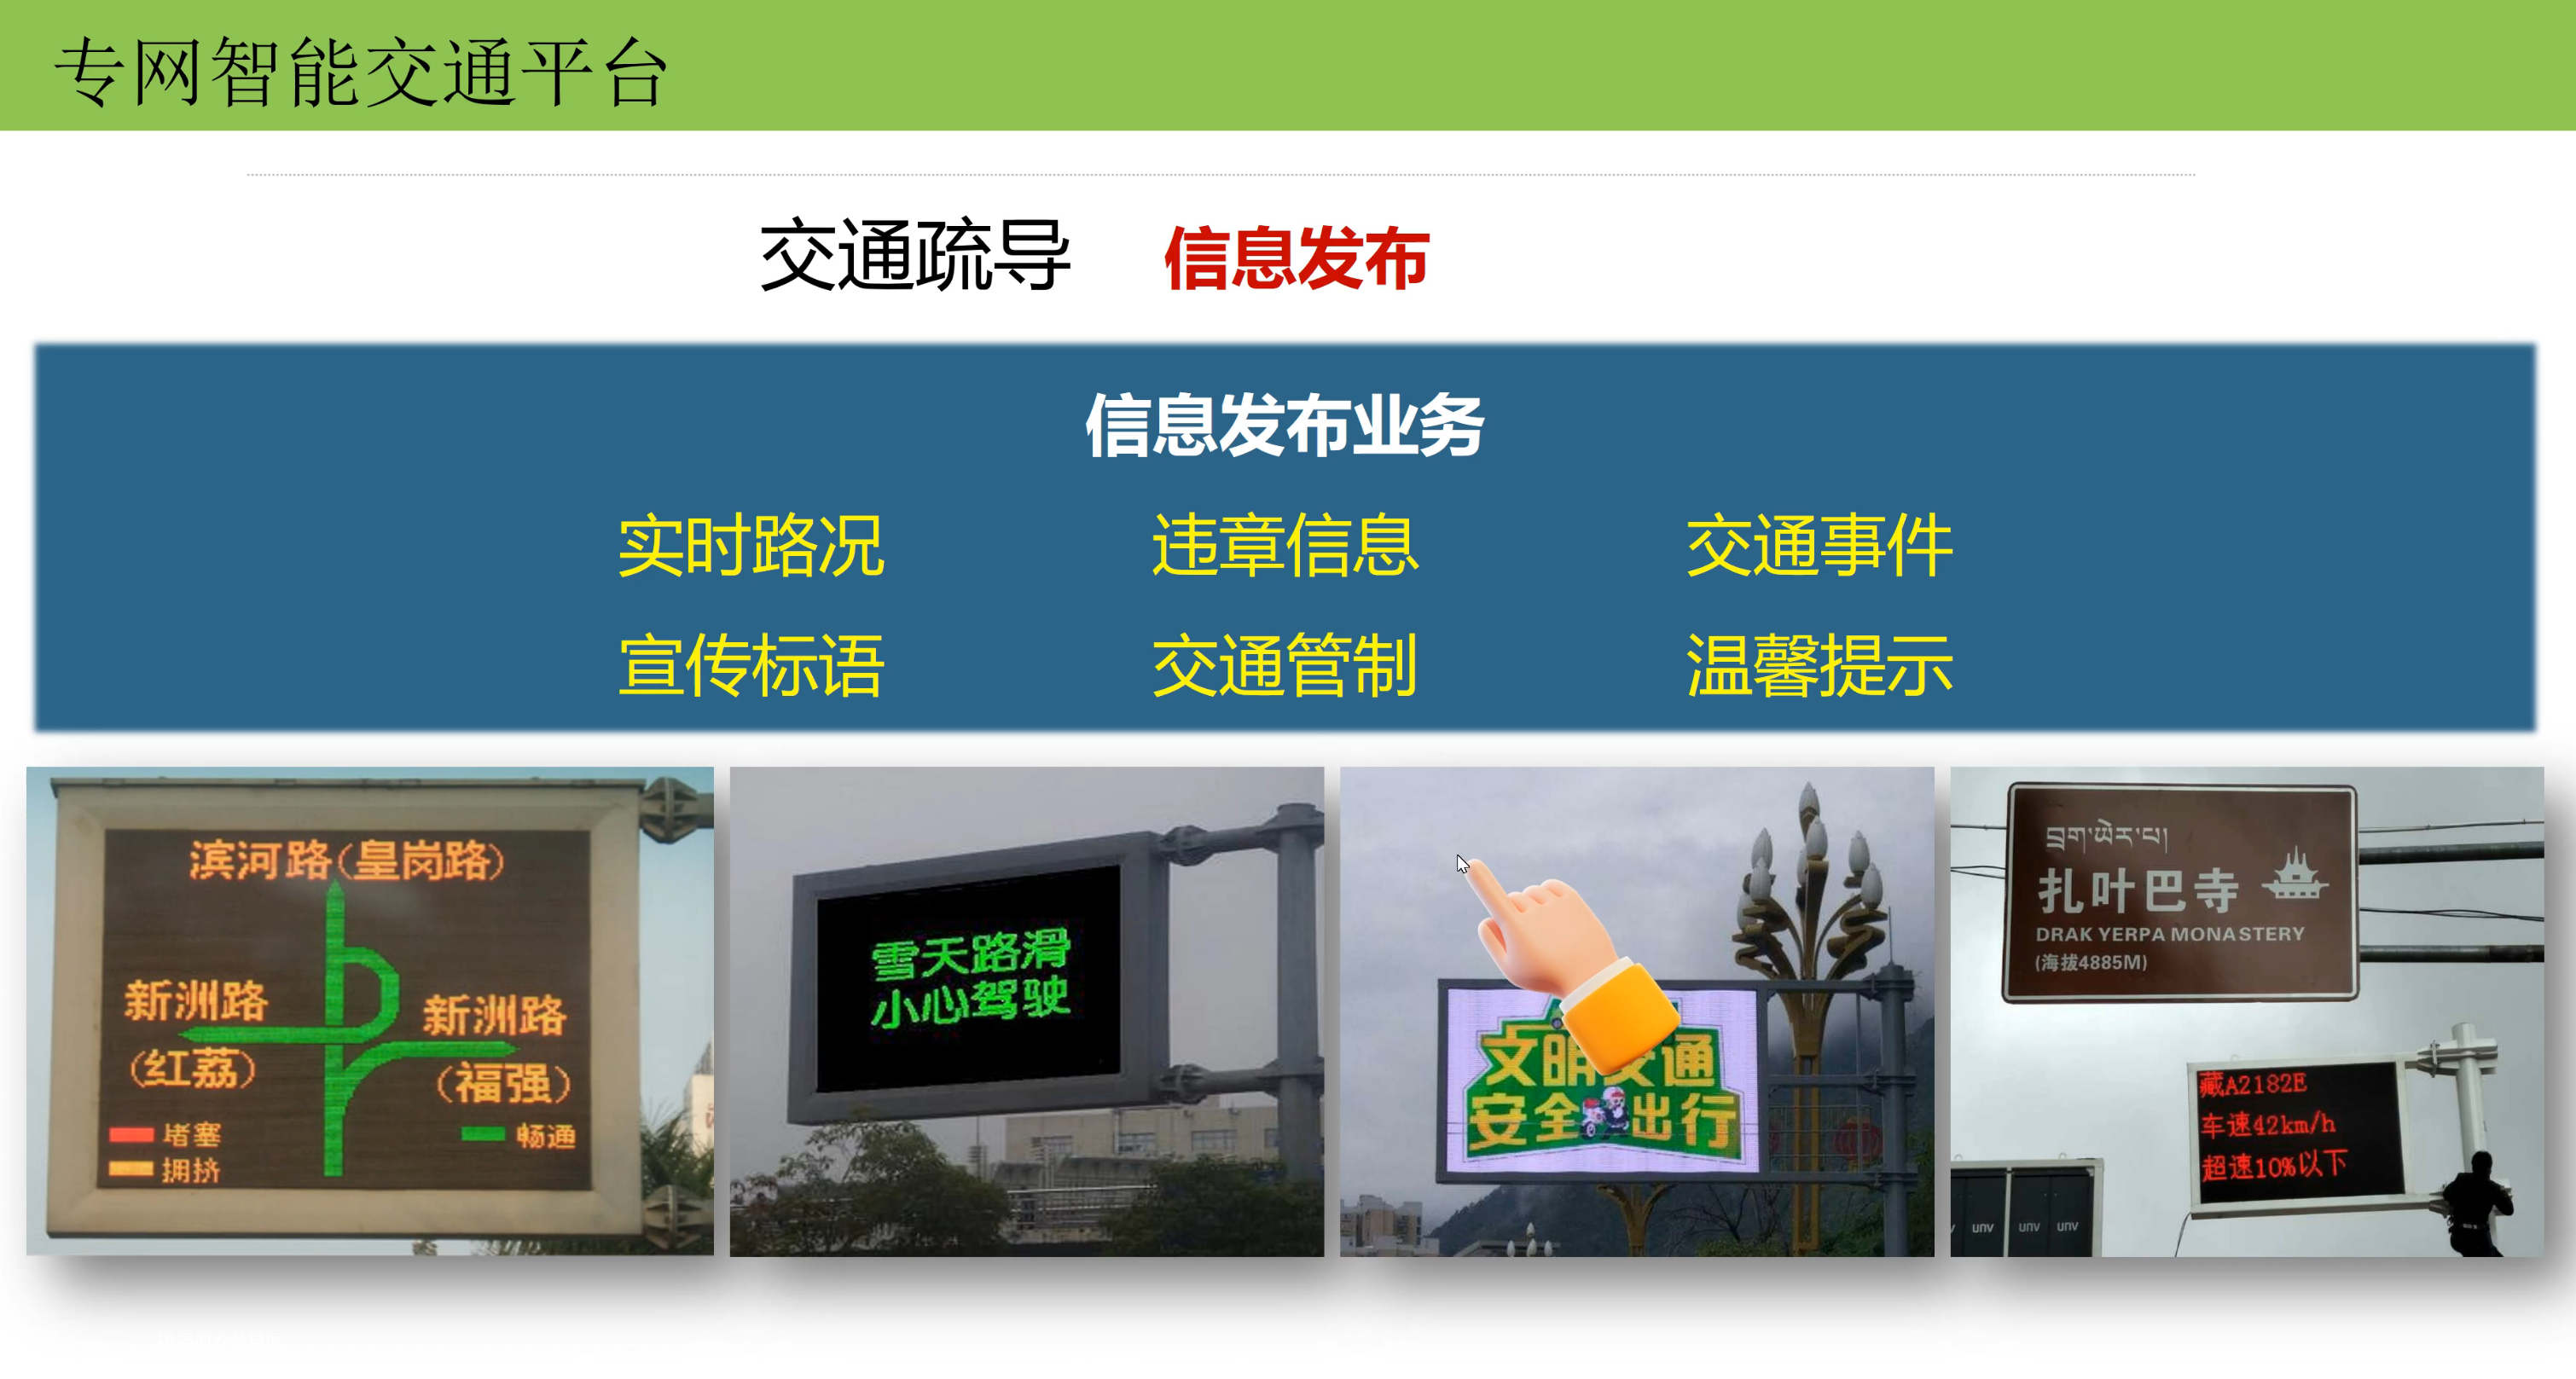 专网智能交通平台
交通疏导 信息发布
信息发布业务
实时路况 违章信息 交通事件
宣传标语 交通管制 温馨提示
滨河路(皇岗路)
新洲路
(红荔)
新洲路
(福强)
堵塞
畅通
拥挤
雪天路滑
小心驾驶
文明交通
安全出行
བྲག་ཡེར་པ།
扎叶巴寺
DRAK YERPA MONASTERY
(海拔4885M)
藏A2182E
车速42km/h
超速10%以下
unv unv unv